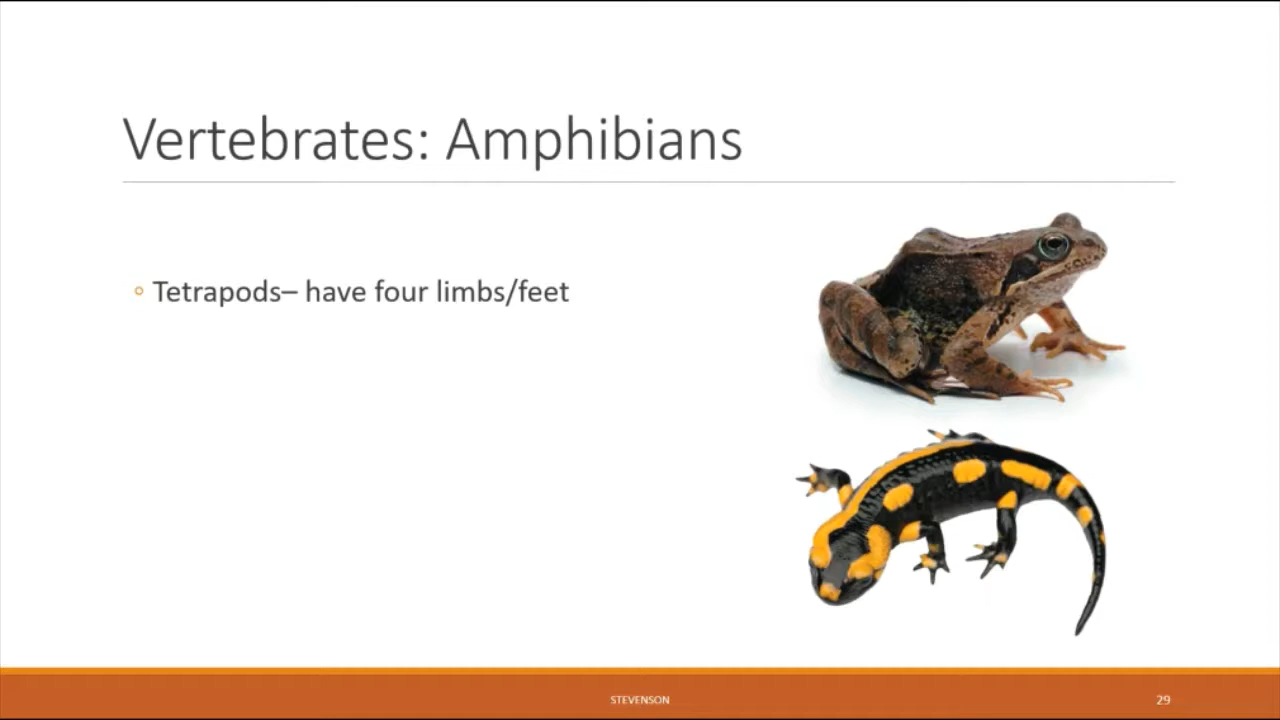 Vertebrates: Amphibians
◦ Tetrapods– have four limbs/feet
STEVENSON
29